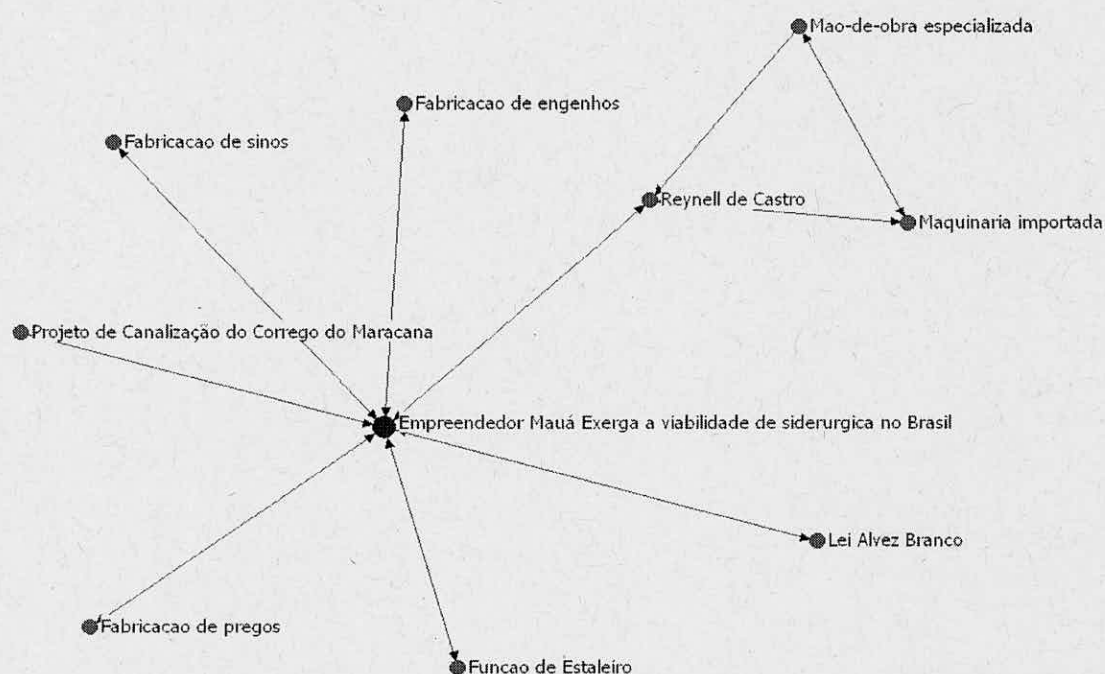 Mao-de-obra especializada
Fabricacao de engenhos
Fabricacao de sinos
Reynell de Castro
Maquinaria importada
Projeto de Canalização do Corrego do Maracana
Empreendedor Mauá Exerga a viabilidade de siderurgica no Brasil
Lei Alvez Branco
Fabricacao de pregos
Funcao de Estaleiro